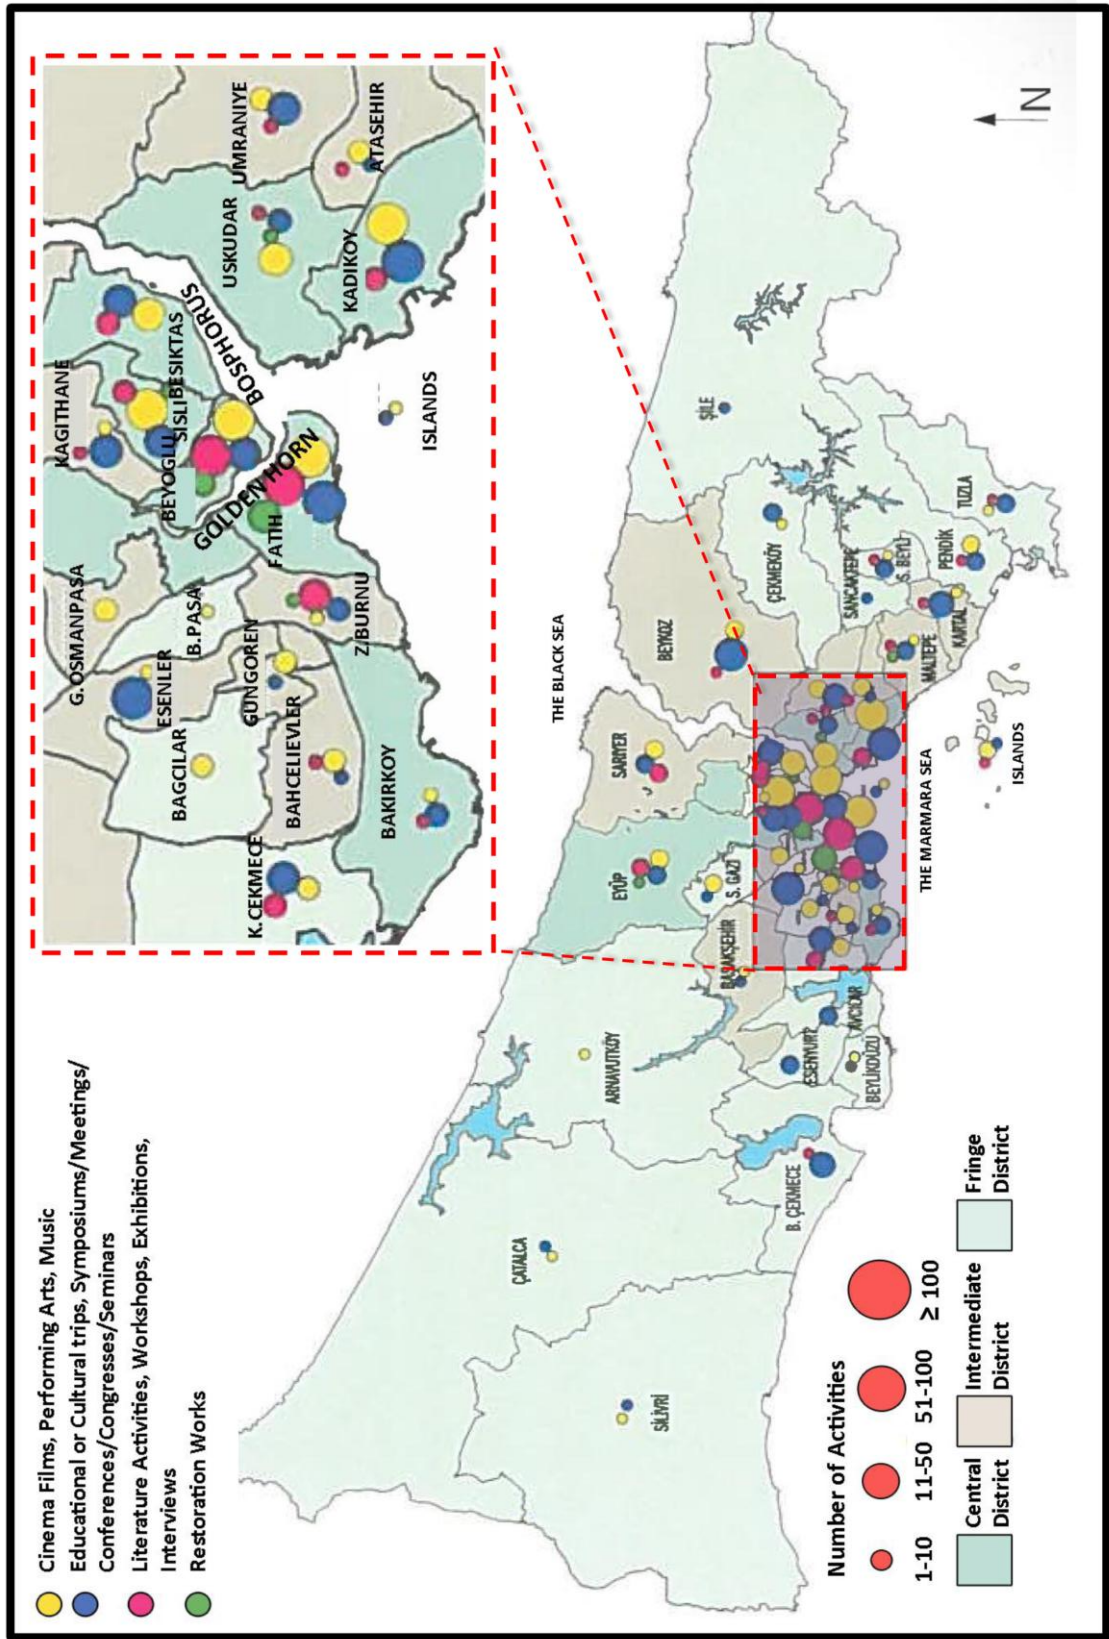 Cinema Films, Performing Arts, Music
Educational or Cultural trips, Symposiums/Meetings/
Conferences/Congresses/Seminars
Literature Activities, Workshops, Exhibitions,
Interviews
Restoration Works
K.CEKMECE
BAGCILAR
BAHCELIEVLER
BAKIRKOY
G.OSMANPASA
ESENLER
B.PASA
GUNGOREN
Z.BURNU
KAGITHANE
BEYOGLU
SISLI
BESIKTAS
GOLDEN HORN
FATIH
BOSPHORUS
ISLANDS
USKUDAR
UMRANIYE
KADIKOY
ATASEHIR
THE BLACK SEA
SİLİVRİ
ÇATALCA
B. ÇEKMECE
ARNAVUTKÖY
ESENYURT
BEYLİKDÜZÜ
AVCILAR
BAŞAKŞEHİR
EYÜP
S. GAZİ
SARIYER
BEYKOZ
ŞİLE
ÇEKMEKÖY
SANCAKTEPE
S. BEYLİ
MALTEPE
KARTAL
PENDİK
TUZLA
THE MARMARA SEA
ISLANDS
N
Number of Activities
1-10
11-50
51-100
≥ 100
Central
District
Intermediate
District
Fringe
District